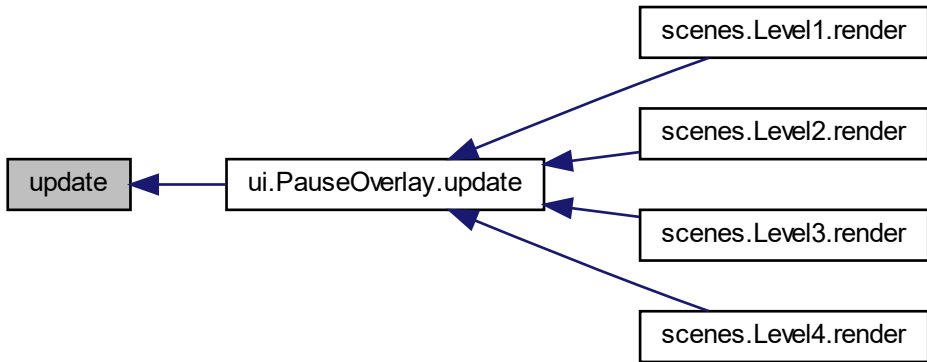 update
ui.PauseOverlay.update
scenes.Level1.render
scenes.Level2.render
scenes.Level3.render
scenes.Level4.render